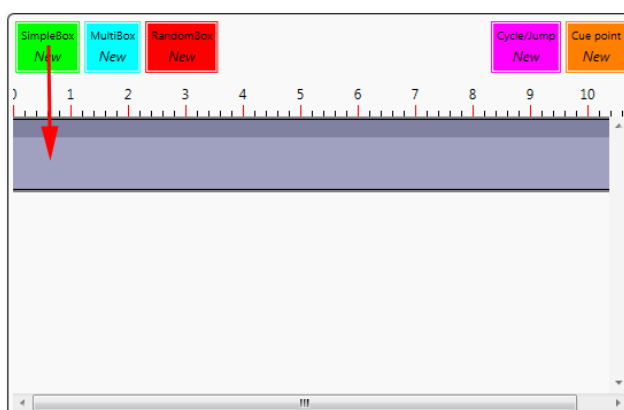 SimpleBox MultiBox RandomBox Cycle/Jump Cue point
New New New New New
0 1 2 3 4 5 6 7 8 9 10